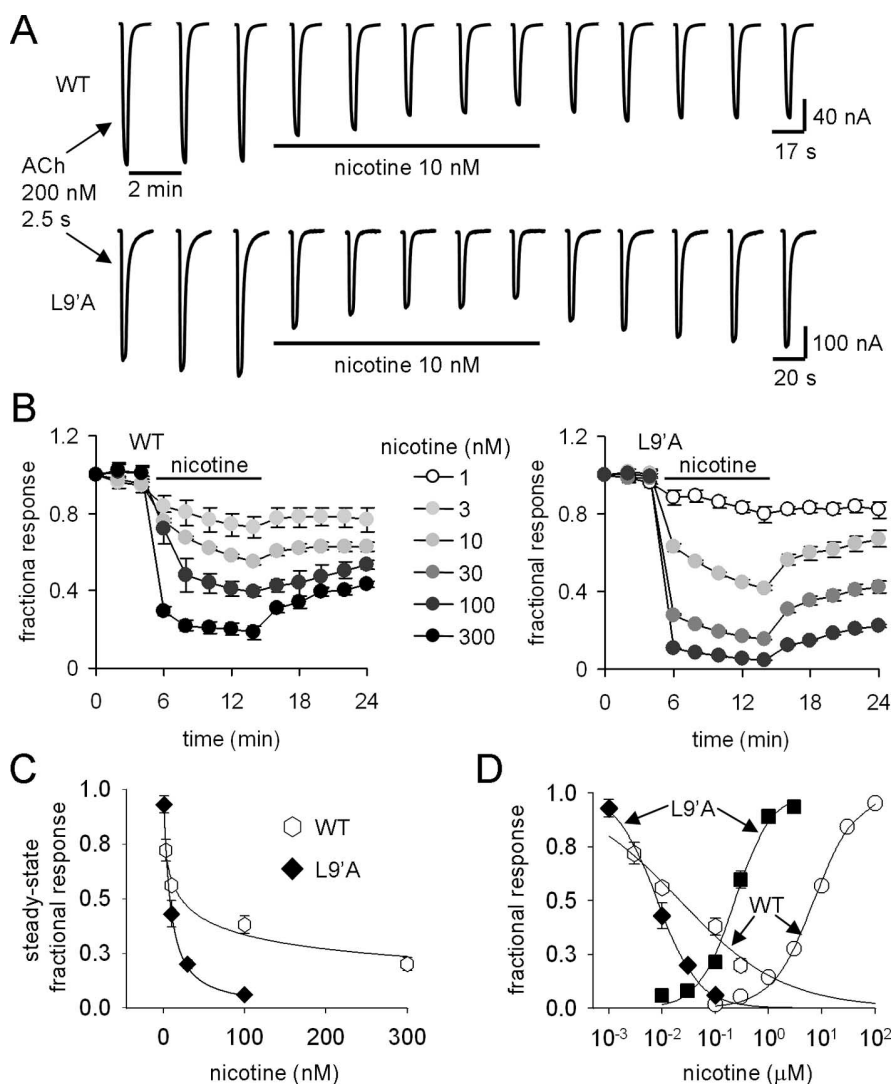 A
WT
ACh
200 nM
2.5 s
2 min
nicotine 10 nM
40 nA
17 s
L9'A
nicotine 10 nM
100 nA
20 s
B
WT
nicotine
fractiona response
1.2
0.8
0.4
0
0 6 12 18 24
time (min)
nicotine (nM)
1
3
10
30
100
300
L9'A
nicotine
fractional response
1.2
0.8
0.4
0
0 6 12 18 24
time (min)
C
steady-state
fractional response
1.0
0.8
0.5
0.3
0.0
WT
L9'A
0 100 200 300
nicotine (nM)
D
fractional response
1.0
0.8
0.5
0.3
0.0
L9'A
WT
10⁻³ 10⁻² 10⁻¹ 10⁰ 10¹ 10²
nicotine (μM)